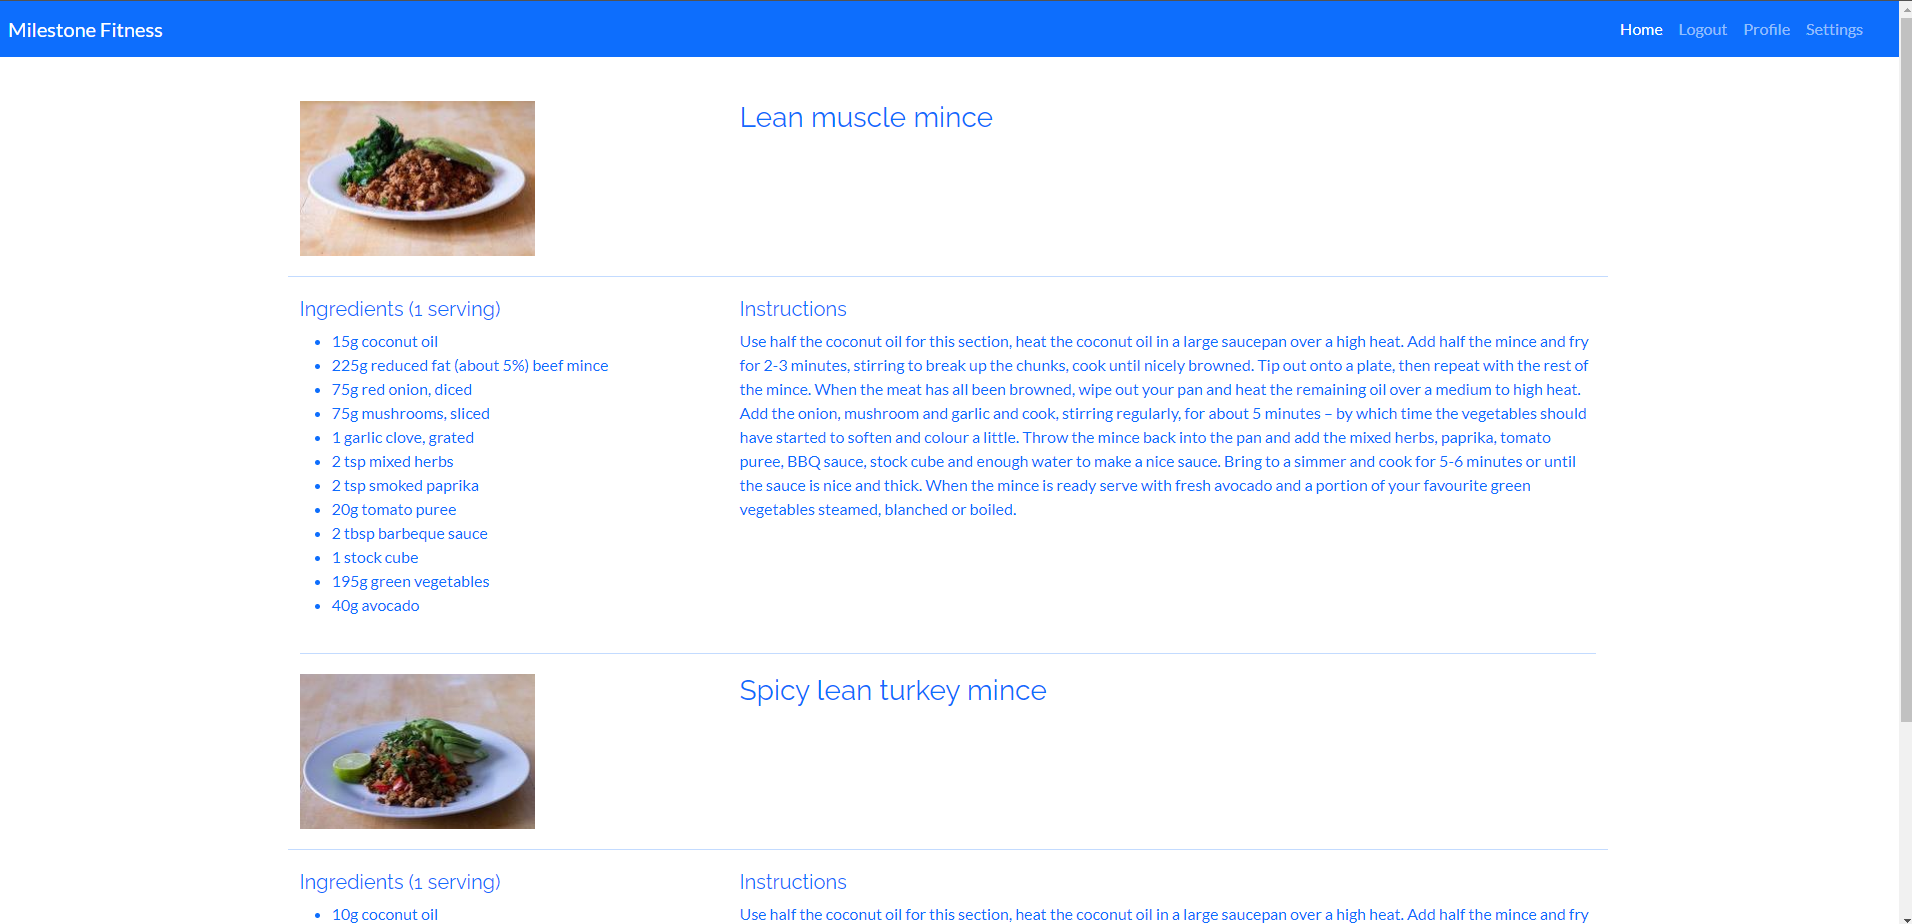 Milestone Fitness
Home Logout Profile Settings
Lean muscle mince
Ingredients (1 serving)
15g coconut oil
225g reduced fat (about 5%) beef mince
75g red onion, diced
75g mushrooms, sliced
1 garlic clove, grated
2 tsp mixed herbs
2 tsp smoked paprika
20g tomato puree
2 tbsp barbeque sauce
1 stock cube
195g green vegetables
40g avocado
Instructions
Use half the coconut oil for this section, heat the coconut oil in a large saucepan over a high heat. Add half the mince and fry
for 2-3 minutes, stirring to break up the chunks, cook until nicely browned. Tip out onto a plate, then repeat with the rest of
the mince. When the meat has all been browned, wipe out your pan and heat the remaining oil over a medium to high heat.
Add the onion, mushroom and garlic and cook, stirring regularly, for about 5 minutes – by which time the vegetables should
have started to soften and colour a little. Throw the mince back into the pan and add the mixed herbs, paprika, tomato
puree, BBQ sauce, stock cube and enough water to make a nice sauce. Bring to a simmer and cook for 5-6 minutes or until
the sauce is nice and thick. When the mince is ready serve with fresh avocado and a portion of your favourite green
vegetables steamed, blanched or boiled.
Spicy lean turkey mince
Ingredients (1 serving)
10g coconut oil
Instructions
Use half the coconut oil for this section, heat the coconut oil in a large saucepan over a high heat. Add half the mince and fry